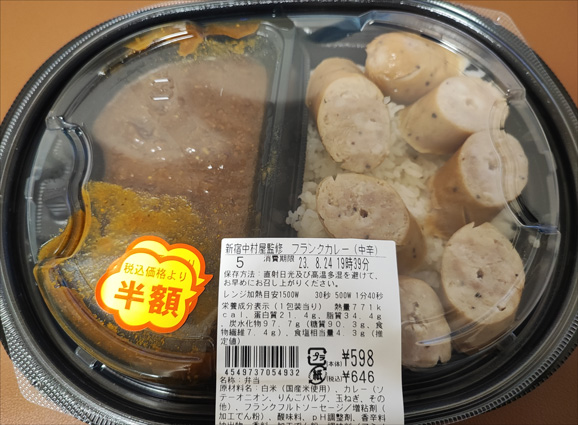 税込価格より
半額
新宿中村屋監修 フランクカレー(中辛)
5 消費期限 23. 8.24 19時39分
保存方法:直射日光及び高温多湿を避けて、
お早めにお召し上がりください。
レンジ加熱目安1500W 30秒 500W 1分40秒
栄養成分表示(1包装当り) 熱量771k
cal、蛋白質21.4g、脂質34.4g
、炭水化物97.7g(糖質90.3g、食
物繊維7.4g)、食塩相当量4.3g(推
定値)
4549737054932
フタ プラ
紙
(本体)¥598
(税込)¥646
名称:弁当
原材料名:白米(国産米使用)、カレー(ソ
テーオニオン、りんごパルプ、玉ねぎ、その
他)、フランクフルトソーセージ/増粘剤(
加工でん粉)、酸味料、pH調整剤、香辛料